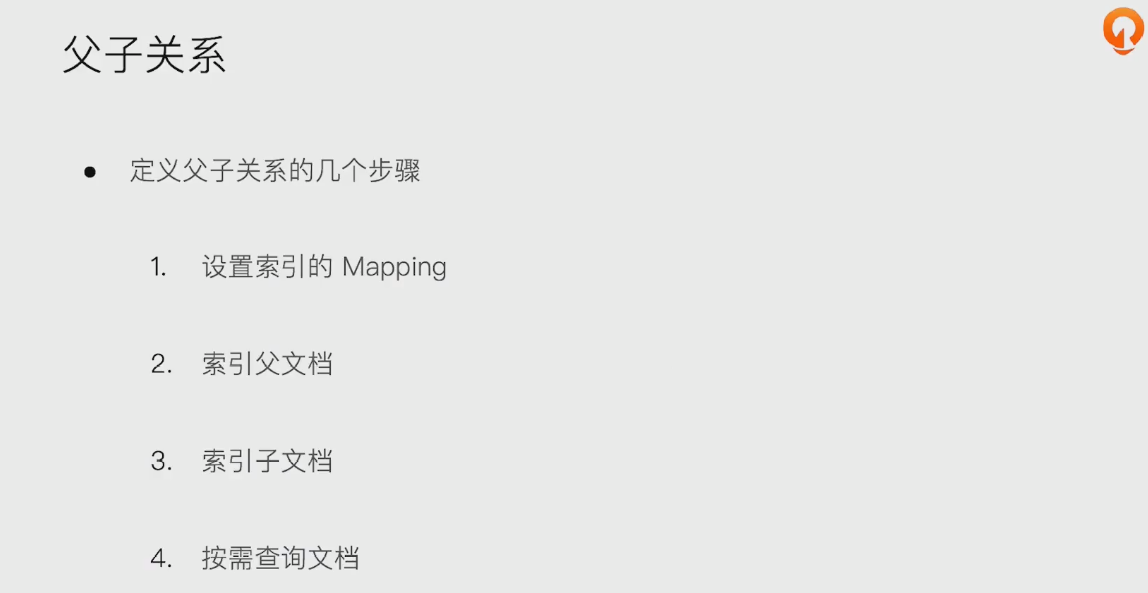 父子关系
● 定义父子关系的几个步骤
1. 设置索引的 Mapping
2. 索引父文档
3. 索引子文档
4. 按需查询文档